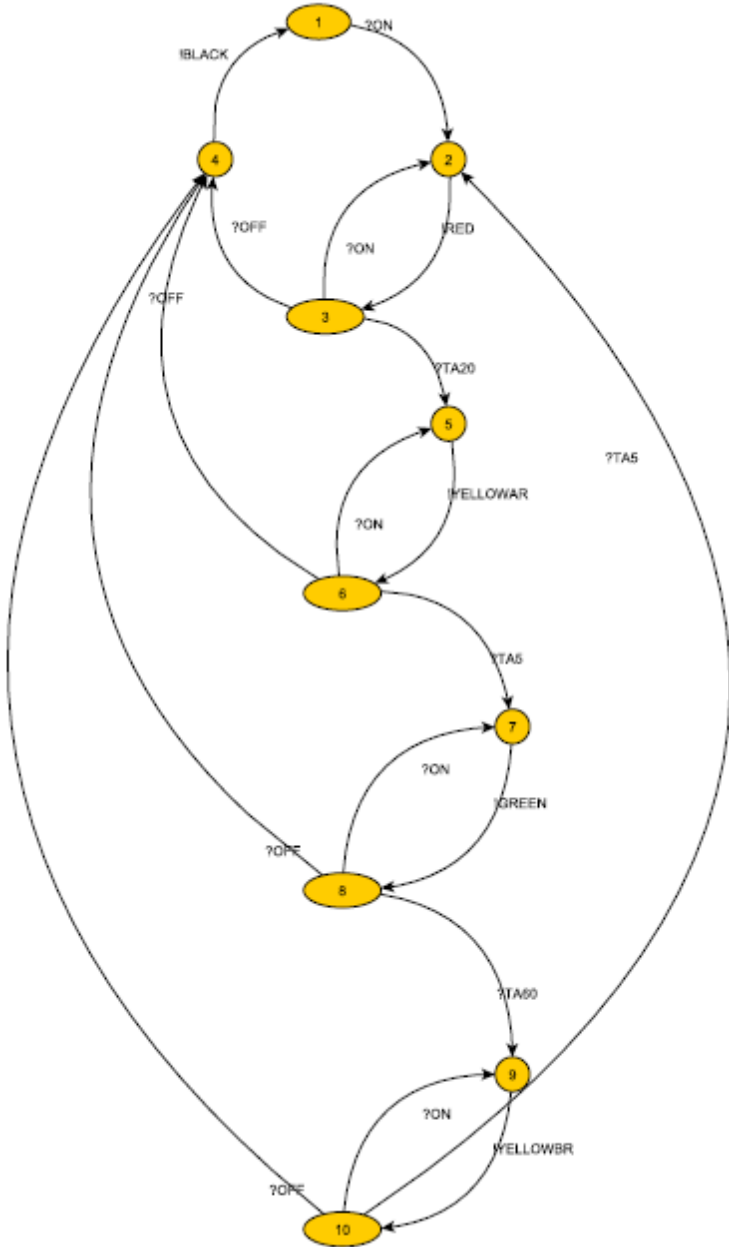 1
?ON
!BLACK
4
2
?OFF
!RED
?ON
?OFF
3
?TA20
5
?TA5
!YELLOWAR
?ON
6
?TA5
7
?ON
!GREEN
?OFF
8
?TA60
9
?ON
!YELLOWBR
?OFF
10